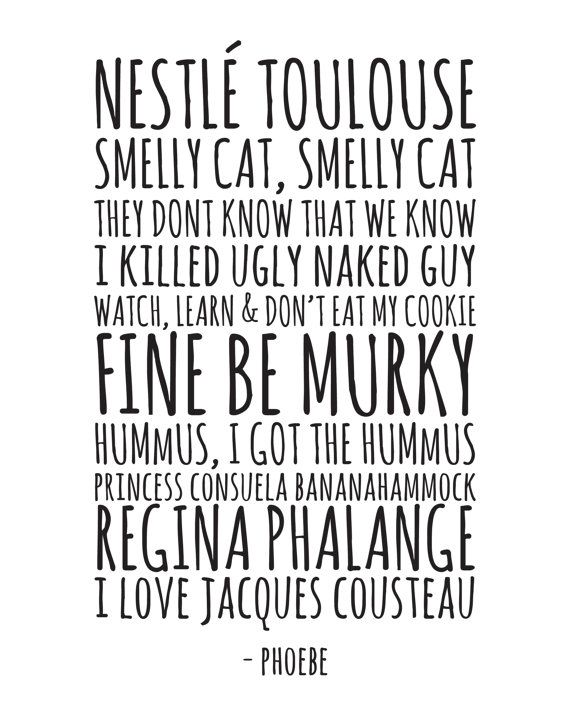 NESTLÉ TOULOUSE
SMELLY CAT, SMELLY CAT
THEY DONT KNOW THAT WE KNOW
I KILLED UGLY NAKED GUY
WATCH, LEARN & DON'T EAT MY COOKIE
FINE BE MURKY
HUMMUS, I GOT THE HUMMUS
PRINCESS CONSUELA BANANAHAMMOCK
REGINA PHALANGE
I LOVE JACQUES COUSTEAU
- PHOEBE